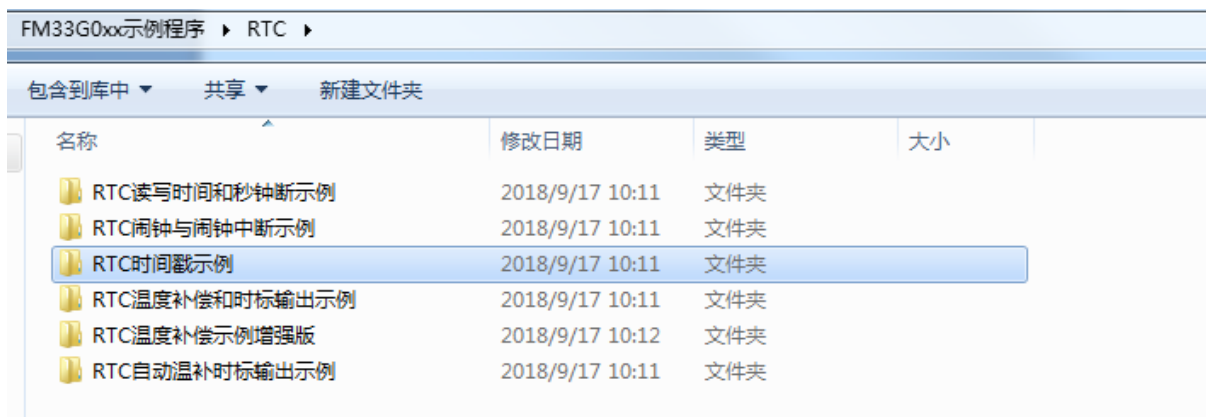 FM33G0xx示例程序 ▸ RTC ▸
包含到库中 ▼ 共享 ▼ 新建文件夹
名称 修改日期 类型 大小
RTC读写时间和秒钟断示例 2018/9/17 10:11 文件夹
RTC闹钟与闹钟中断示例 2018/9/17 10:11 文件夹
RTC时间戳示例 2018/9/17 10:11 文件夹
RTC温度补偿和时标输出示例 2018/9/17 10:11 文件夹
RTC温度补偿示例增强版 2018/9/17 10:12 文件夹
RTC自动温补时标输出示例 2018/9/17 10:11 文件夹